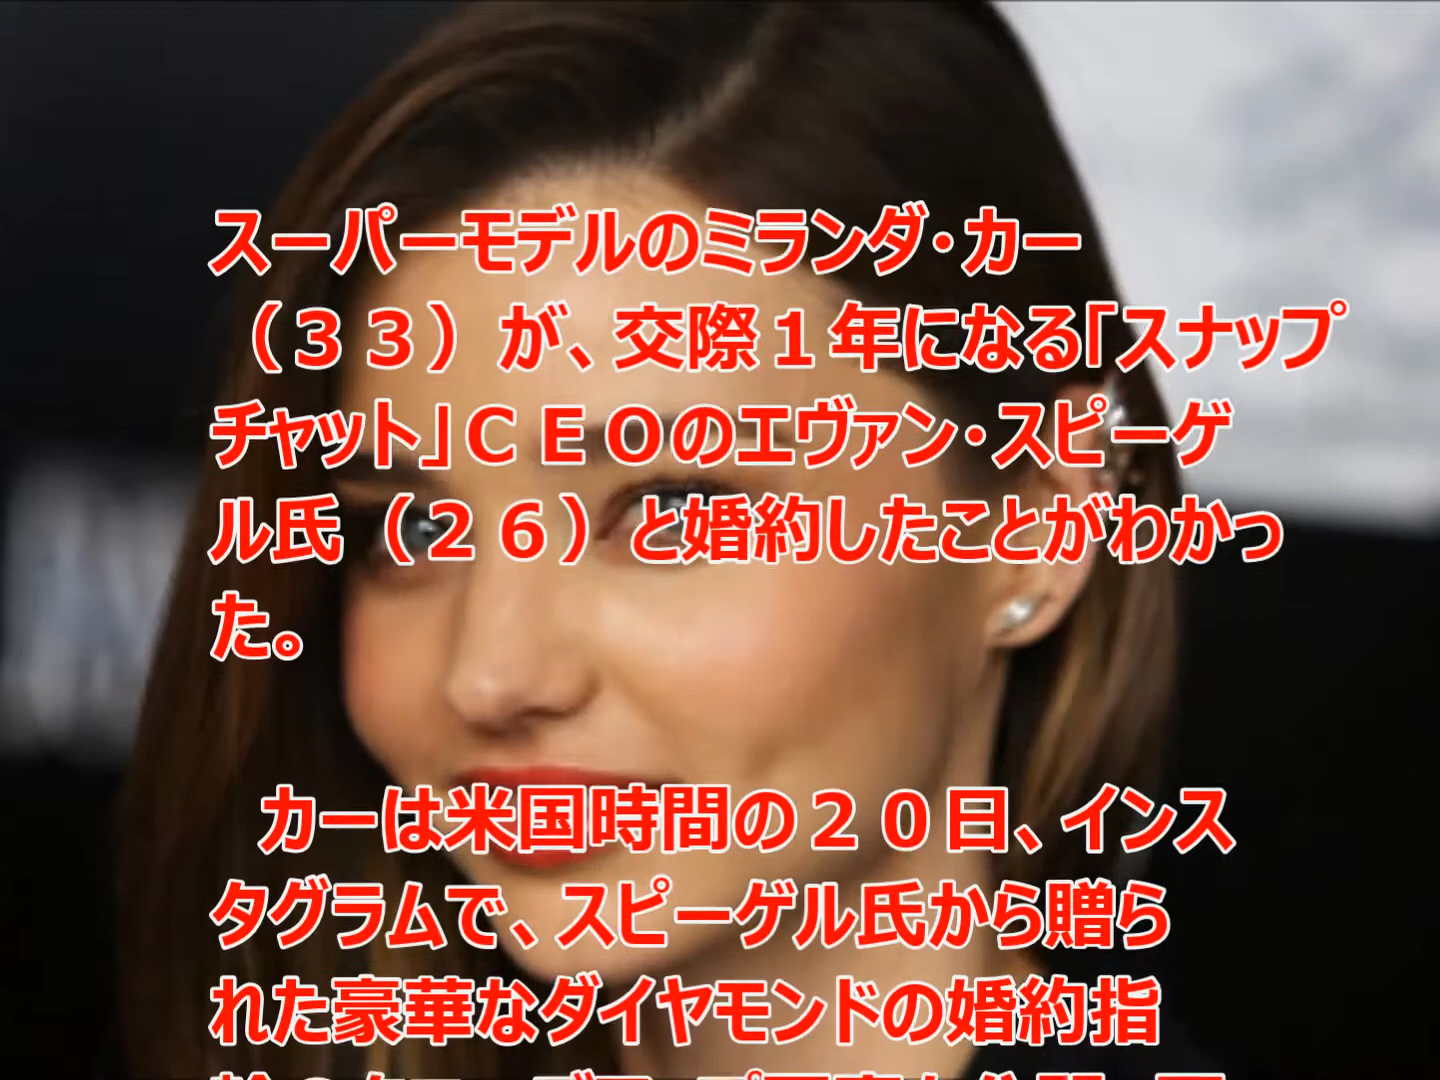 スーパーモデルのミランダ・カー
（３３）が、交際１年になる「スナップ
チャット」ＣＥＯのエヴァン・スピーゲ
ル氏（２６）と婚約したことがわかっ
た。
カーは米国時間の２０日、インス
タグラムで、スピーゲル氏から贈ら
れた豪華なダイヤモンドの婚約指